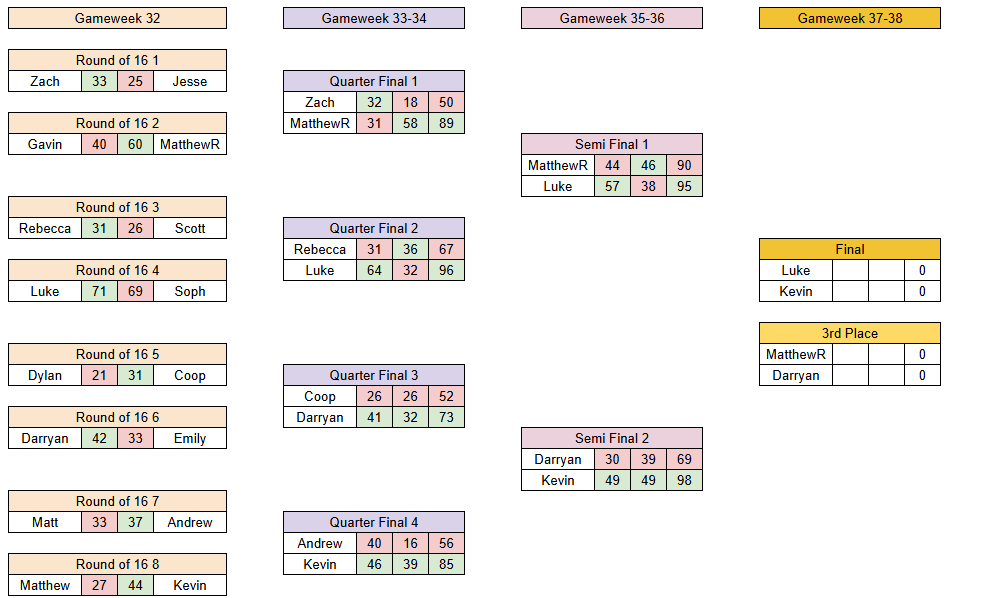 Gameweek 32
Round of 16 1
Zach 33 25 Jesse
Round of 16 2
Gavin 40 60 MatthewR
Round of 16 3
Rebecca 31 26 Scott
Round of 16 4
Luke 71 69 Soph
Round of 16 5
Dylan 21 31 Coop
Round of 16 6
Darryan 42 33 Emily
Round of 16 7
Matt 33 37 Andrew
Round of 16 8
Matthew 27 44 Kevin
Gameweek 33-34
Quarter Final 1
Zach 32 18 50
MatthewR 31 58 89
Quarter Final 2
Rebecca 31 36 67
Luke 64 32 96
Quarter Final 3
Coop 26 26 52
Darryan 41 32 73
Quarter Final 4
Andrew 40 16 56
Kevin 46 39 85
Gameweek 35-36
Semi Final 1
MatthewR 44 46 90
Luke 57 38 95
Semi Final 2
Darryan 30 39 69
Kevin 49 49 98
Gameweek 37-38
Final
Luke 0
Kevin 0
3rd Place
MatthewR 0
Darryan 0